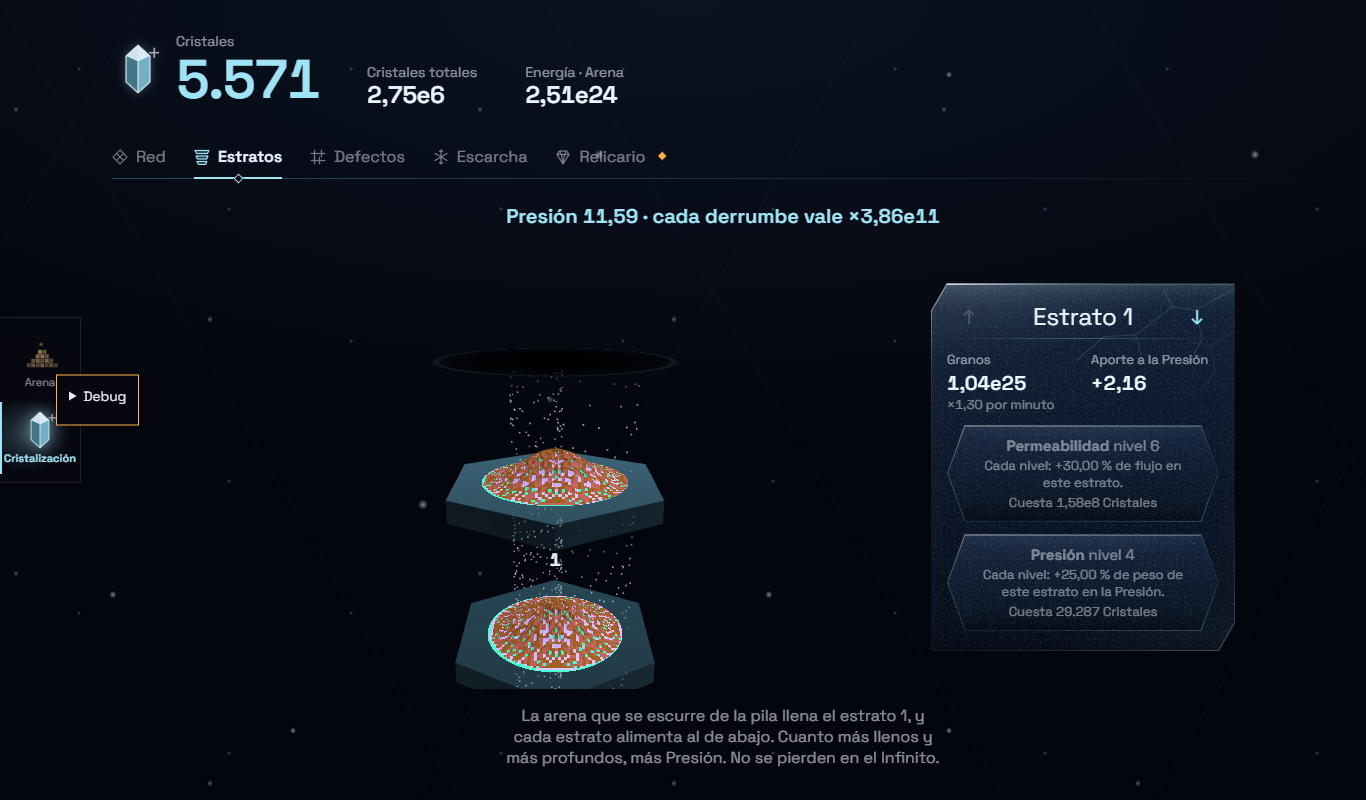 Cristales
5.571
Cristales totales
2,75e6
Energía · Arena
2,51e24
Red
Estratos
Defectos
Escarcha
Relicario
Presión 11,59 · cada derrumbe vale ×3,86e11
Arena
Debug
Cristalización
1
Estrato 1
Granos
1,04e25
×1,30 por minuto
Aporte a la Presión
+2,16
Permeabilidad nivel 6
Cada nivel: +30,00 % de flujo en
este estrato.
Cuesta 1,58e8 Cristales
Presión nivel 4
Cada nivel: +25,00 % de peso de
este estrato en la Presión.
Cuesta 29.287 Cristales
La arena que se escurre de la pila llena el estrato 1, y
cada estrato alimenta al de abajo. Cuanto más llenos y
más profundos, más Presión. No se pierden en el Infinito.